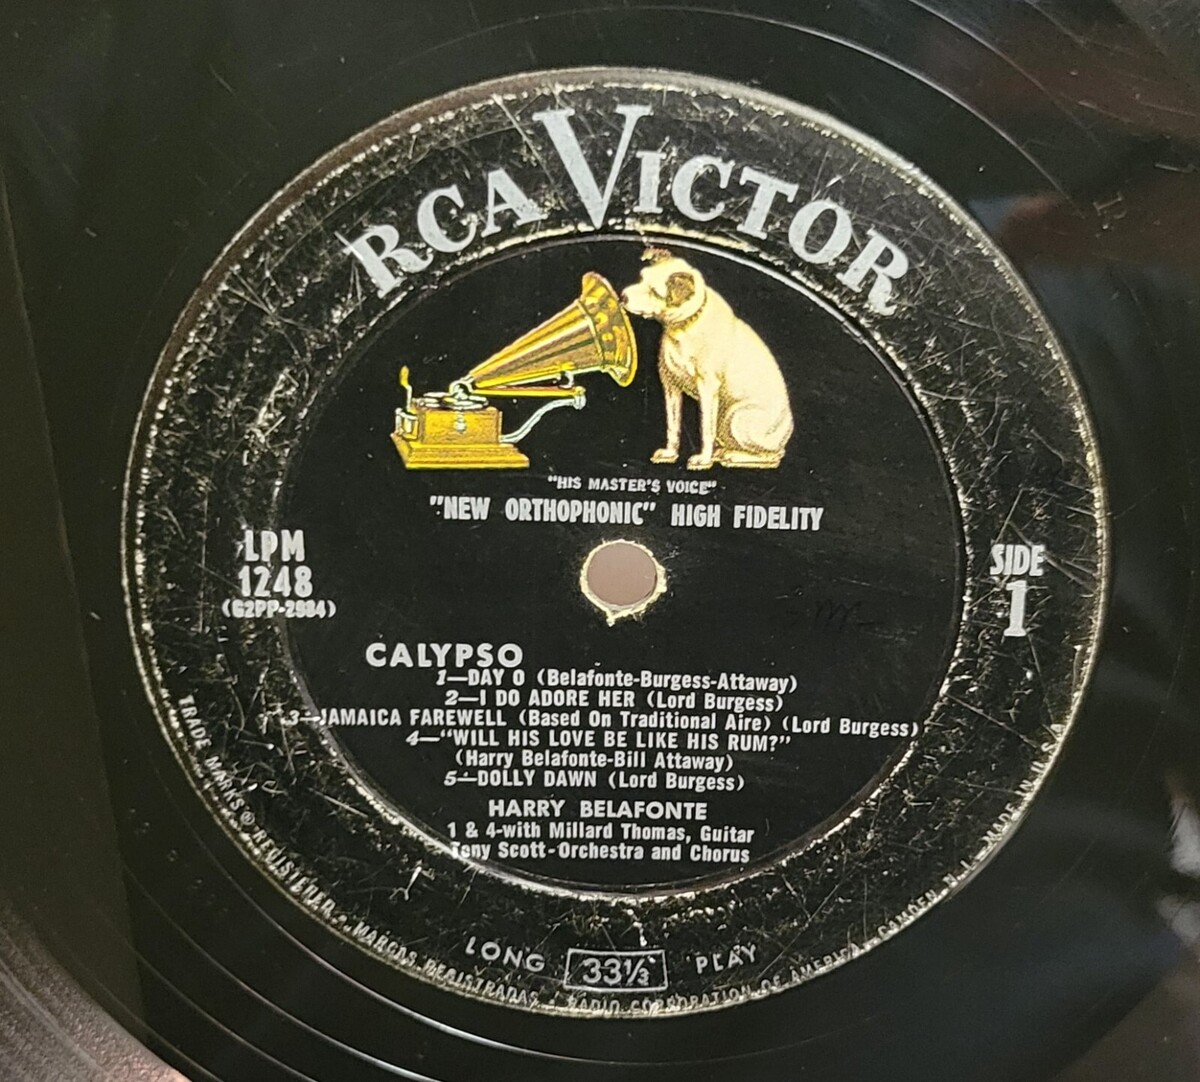 RCA VICTOR
"HIS MASTER'S VOICE"
"NEW ORTHOPHONIC" HIGH FIDELITY
LPM
1248
(G2PP-2984)
SIDE
1
CALYPSO
1—DAY O (Belafonte-Burgess-Attaway)
2—I DO ADORE HER (Lord Burgess)
3—JAMAICA FAREWELL (Based On Traditional Aire) (Lord Burgess)
4—"WILL HIS LOVE BE LIKE HIS RUM?"
(Harry Belafonte-Bill Attaway)
5—DOLLY DAWN (Lord Burgess)
HARRY BELAFONTE
1 & 4-with Millard Thomas, Guitar
Tony Scott-Orchestra and Chorus
LONG 33⅓ PLAY
TRADE MARKS ® REGISTERED • MARCAS REGISTRADAS • RADIO CORPORATION OF AMERICA—CAMDEN, N.J.—MADE IN U.S.A.